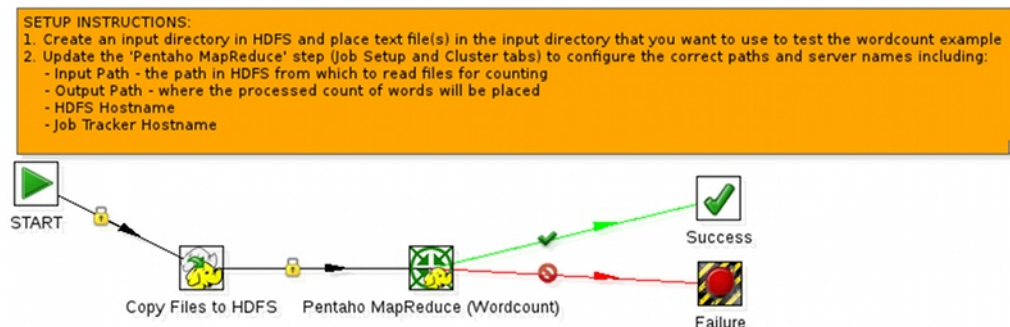 SETUP INSTRUCTIONS:
1. Create an input directory in HDFS and place text file(s) in the input directory that you want to use to test the wordcount example
2. Update the 'Pentaho MapReduce' step (Job Setup and Cluster tabs) to configure the correct paths and server names including:
- Input Path - the path in HDFS from which to read files for counting
- Output Path - where the processed count of words will be placed
- HDFS Hostname
- Job Tracker Hostname
START
Success
Copy Files to HDFS
Pentaho MapReduce (Wordcount)
Failure